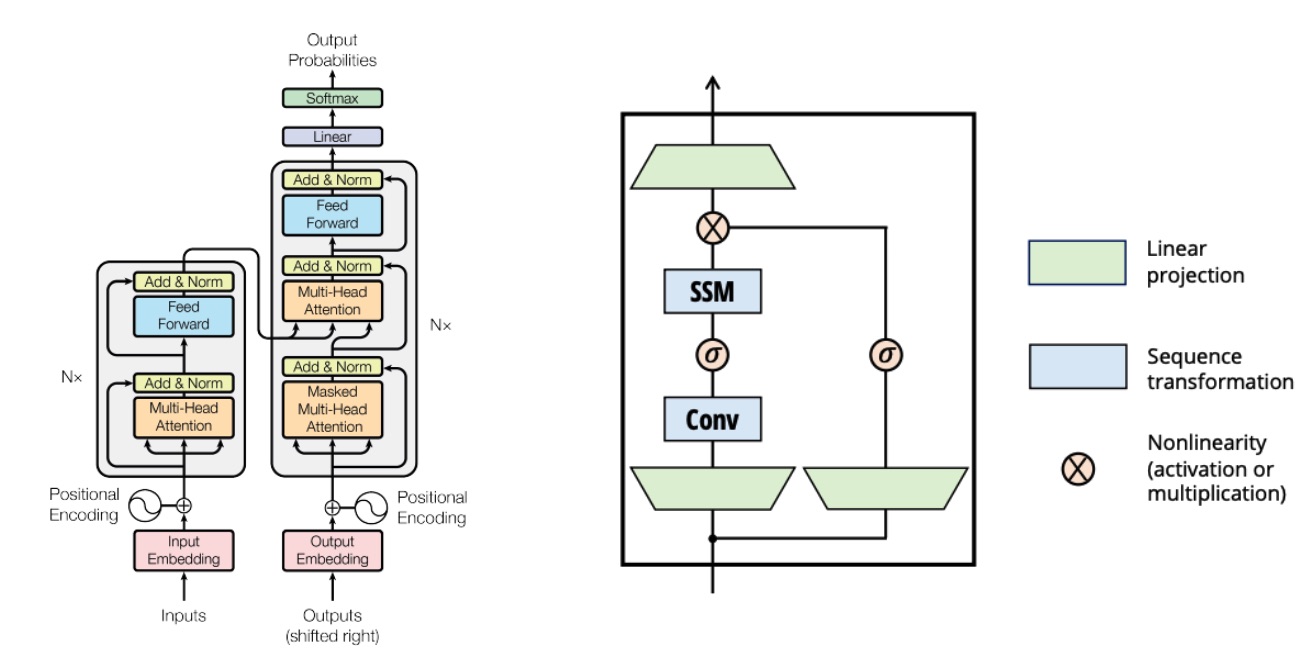 Output
Probabilities
Softmax
Linear
Add & Norm
Feed
Forward
Add & Norm
Multi-Head
Attention
Add & Norm
Masked
Multi-Head
Attention
Nx
Add & Norm
Feed
Forward
Add & Norm
Multi-Head
Attention
Nx
Positional
Encoding
Positional
Encoding
Input
Embedding
Output
Embedding
Inputs
Outputs
(shifted right)
SSM
σ
σ
Conv
Linear
projection
Sequence
transformation
Nonlinearity
(activation or
multiplication)